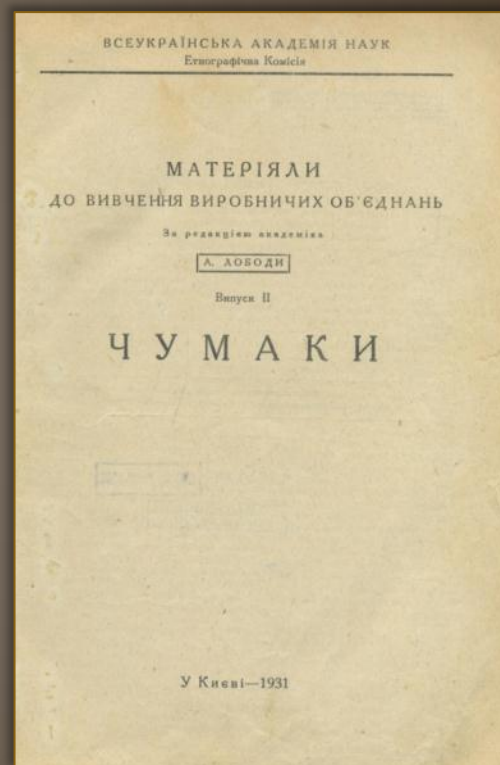 ВСЕУКРАЇНСЬКА АКАДЕМІЯ НАУК
Етнографічна Комісія
МАТЕРІЯЛИ
ДО ВИВЧЕННЯ ВИРОБНИЧИХ ОБ'ЄДНАНЬ
За редакцією академіка
А. ЛОБОДИ
Випуск II
ЧУМАКИ
У Києві—1931